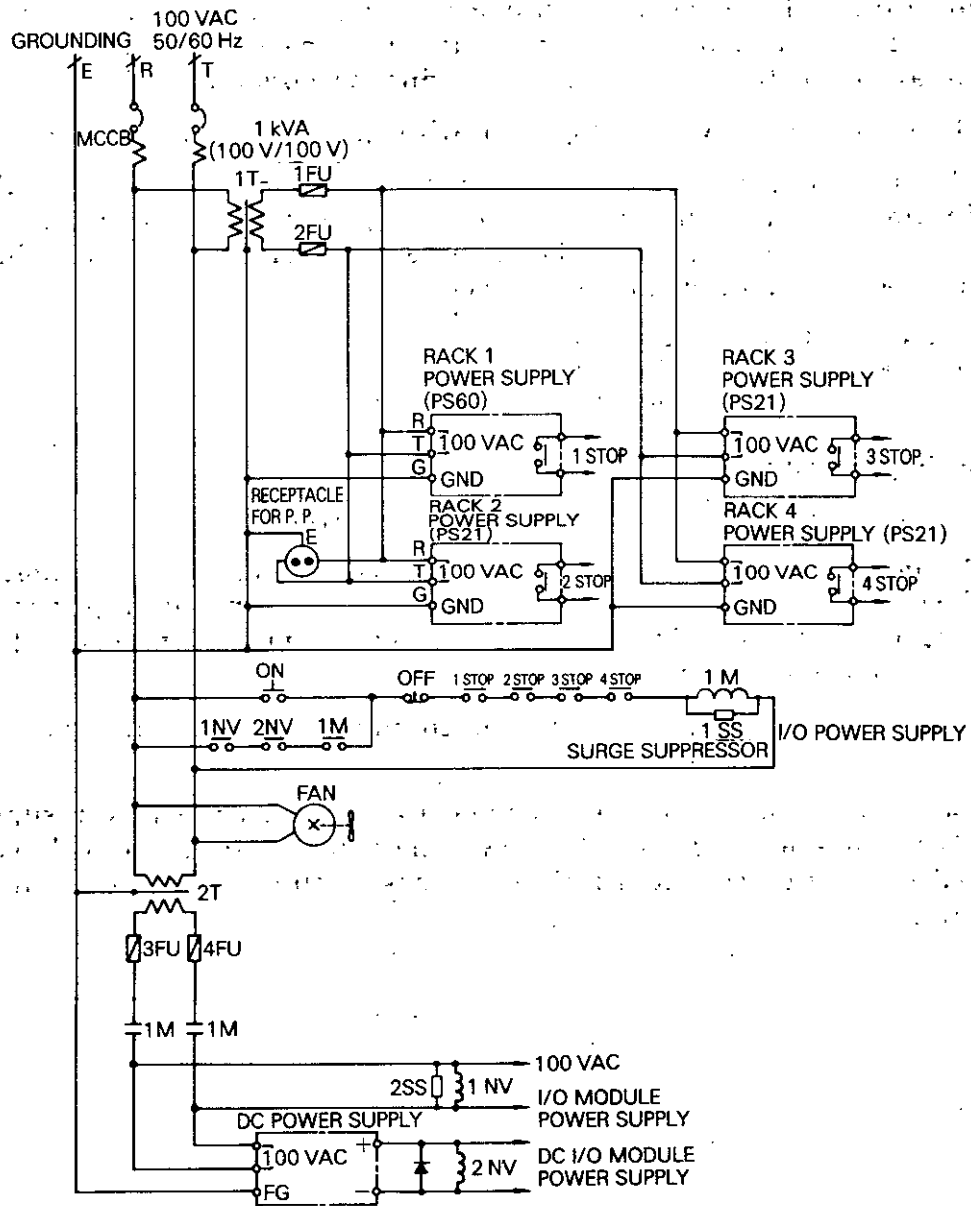 100 VAC
GROUNDING 50/60 Hz
E R T
MCCB
1 kVA
(100 V/100 V)
1T
1FU
2FU
RACK 1
POWER SUPPLY
(PS60)
R
T
G
100 VAC
GND
1 STOP
RACK 3
POWER SUPPLY
(PS21)
100 VAC
GND
3 STOP
RECEPTACLE
FOR P. P.
E
RACK 2
POWER SUPPLY
(PS21)
R
T
G
100 VAC
GND
2 STOP
RACK 4
POWER SUPPLY (PS21)
100 VAC
GND
4 STOP
ON
OFF
1 STOP 2 STOP 3 STOP 4 STOP
1 M
1NV 2NV 1M
1 SS
SURGE SUPPRESSOR
I/O POWER SUPPLY
FAN
2T
3FU 4FU
1M 1M
100 VAC
2SS 1 NV
I/O MODULE
POWER SUPPLY
DC POWER SUPPLY
100 VAC
FG
+
−
2 NV
DC I/O MODULE
POWER SUPPLY